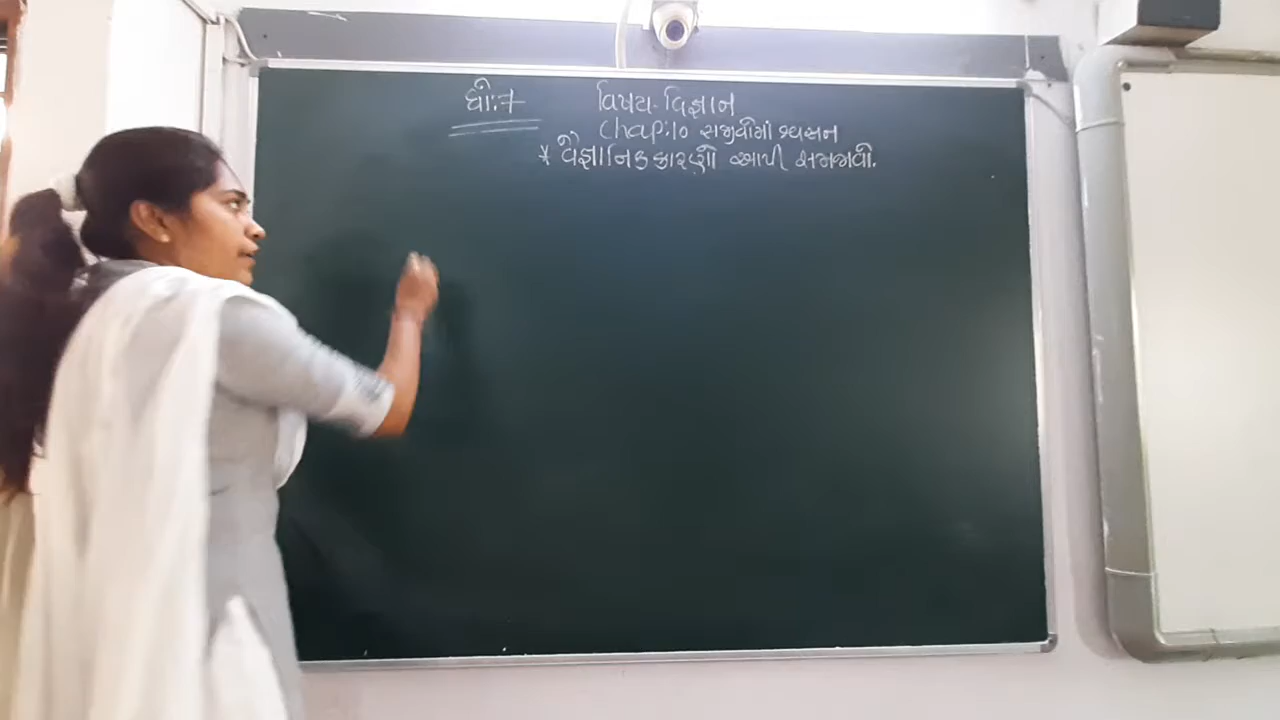 ધો:7 વિષય-વિજ્ઞાન
chap:10 સજીવોમાં શ્વસન
* વૈજ્ઞાનિક કારણો આપી સમજાવો.